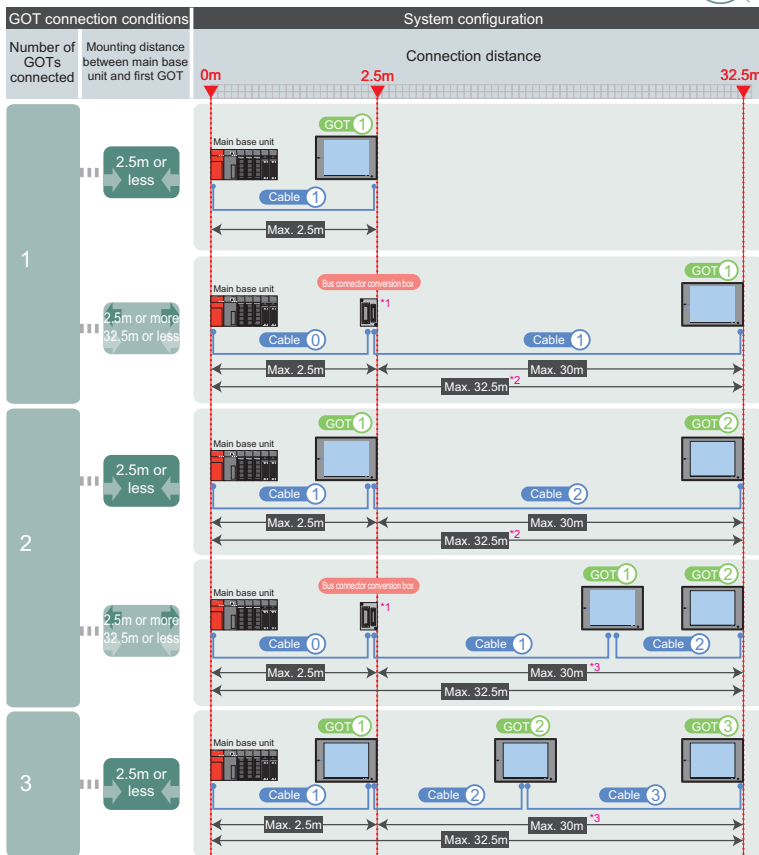 GOT connection conditions
System configuration
Number of
GOTs
connected
Mounting distance
between main base
unit and first GOT
Connection distance
0m
2.5m
32.5m
1
2.5m or
less
Main base unit
GOT 1
Cable 1
Max. 2.5m
2.5m or more
32.5m or less
Main base unit
Bus connector conversion box
*1
GOT 1
Cable 0
Cable 1
Max. 2.5m
Max. 30m
Max. 32.5m *2
2
2.5m or
less
Main base unit
GOT 1
GOT 2
Cable 1
Cable 2
Max. 2.5m
Max. 30m
Max. 32.5m *2
2.5m or more
32.5m or less
Main base unit
Bus connector conversion box
*1
GOT 1
GOT 2
Cable 0
Cable 1
Cable 2
Max. 2.5m
Max. 30m *3
Max. 32.5m
3
2.5m or
less
Main base unit
GOT 1
GOT 2
GOT 3
Cable 1
Cable 2
Cable 3
Max. 2.5m
Max. 30m *3
Max. 32.5m